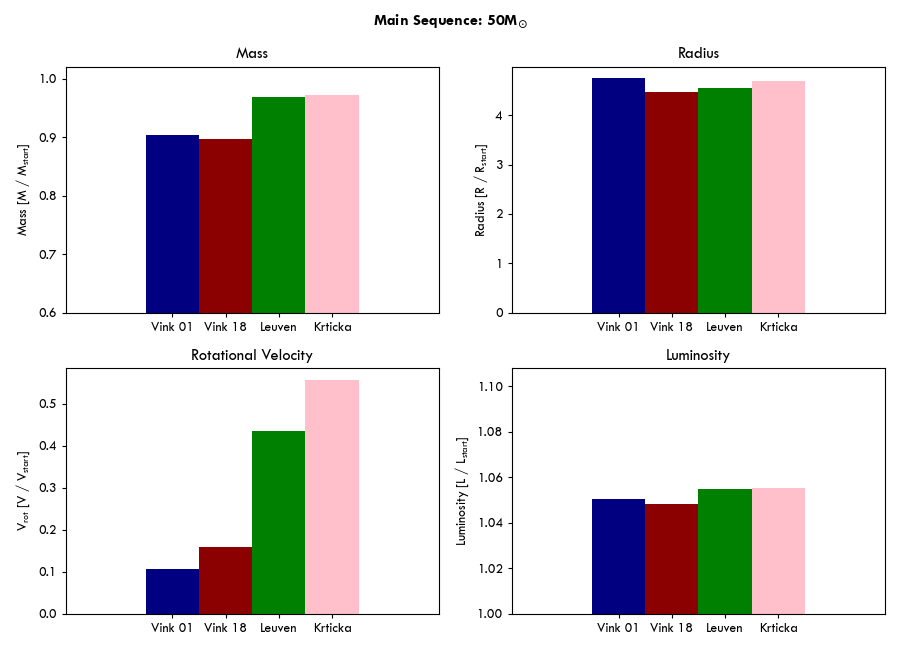 Main Sequence: 50M⊙
Mass
Mass [M / Mstart]
1.0
0.9
0.8
0.7
0.6
Vink 01 Vink 18 Leuven Krticka
Radius
Radius [R / Rstart]
4
3
2
1
0
Vink 01 Vink 18 Leuven Krticka
Rotational Velocity
Vrot [V / Vstart]
0.5
0.4
0.3
0.2
0.1
0.0
Vink 01 Vink 18 Leuven Krticka
Luminosity
Luminosity [L / Lstart]
1.10
1.08
1.06
1.04
1.02
1.00
Vink 01 Vink 18 Leuven Krticka